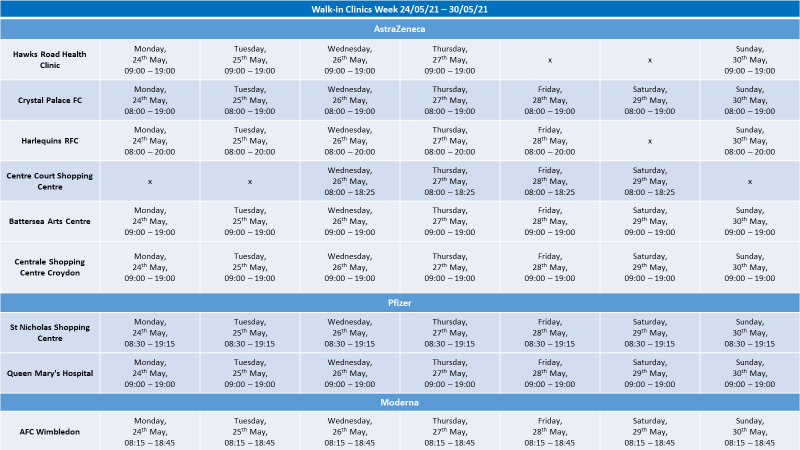 Walk-in Clinics Week 24/05/21 – 30/05/21
AstraZeneca
Hawks Road Health Clinic
Monday, 24th May, 09:00 – 19:00
Tuesday, 25th May, 09:00 – 19:00
Wednesday, 26th May, 09:00 – 19:00
Thursday, 27th May, 09:00 – 19:00
x
x
Sunday, 30th May, 09:00 – 19:00
Crystal Palace FC
Monday, 24th May, 08:00 – 19:00
Tuesday, 25th May, 08:00 – 19:00
Wednesday, 26th May, 08:00 – 19:00
Thursday, 27th May, 08:00 – 19:00
Friday, 28th May, 08:00 – 19:00
Saturday, 29th May, 08:00 – 19:00
Sunday, 30th May, 08:00 – 19:00
Harlequins RFC
Monday, 24th May, 08:00 – 20:00
Tuesday, 25th May, 08:00 – 20:00
Wednesday, 26th May, 08:00 – 20:00
Thursday, 27th May, 08:00 – 20:00
Friday, 28th May, 08:00 – 20:00
x
Sunday, 30th May, 08:00 – 20:00
Centre Court Shopping Centre
x
x
Wednesday, 26th May, 08:00 – 18:25
Thursday, 27th May, 08:00 – 18:25
Friday, 28th May, 08:00 – 18:25
Saturday, 29th May, 08:00 – 18:25
x
Battersea Arts Centre
Monday, 24th May, 09:00 – 19:00
Tuesday, 25th May, 09:00 – 19:00
Wednesday, 26th May, 09:00 – 19:00
Thursday, 27th May, 09:00 – 19:00
Friday, 28th May, 09:00 – 19:00
Saturday, 29th May, 09:00 – 19:00
Sunday, 30th May, 09:00 – 19:00
Centrale Shopping Centre Croydon
Monday, 24th May, 09:00 – 19:00
Tuesday, 25th May, 09:00 – 19:00
Wednesday, 26th May, 09:00 – 19:00
Thursday, 27th May, 09:00 – 19:00
Friday, 28th May, 09:00 – 19:00
Saturday, 29th May, 09:00 – 19:00
Sunday, 30th May, 09:00 – 19:00
Pfizer
St Nicholas Shopping Centre
Monday, 24th May, 08:30 – 19:15
Tuesday, 25th May, 08:30 – 19:15
Wednesday, 26th May, 08:30 – 19:15
Thursday, 27th May, 08:30 – 19:15
Friday, 28th May, 08:30 – 19:15
Saturday, 29th May, 08:30 – 19:15
Sunday, 30th May, 08:30 – 19:15
Queen Mary's Hospital
Monday, 24th May, 09:00 – 19:00
Tuesday, 25th May, 09:00 – 19:00
Wednesday, 26th May, 09:00 – 19:00
Thursday, 27th May, 09:00 – 19:00
Friday, 28th May, 09:00 – 19:00
Saturday, 29th May, 09:00 – 19:00
Sunday, 30th May, 09:00 – 19:00
Moderna
AFC Wimbledon
Monday, 24th May, 08:15 – 18:45
Tuesday, 25th May, 08:15 – 18:45
Wednesday, 26th May, 08:15 – 18:45
Thursday, 27th May, 08:15 – 18:45
Friday, 28th May, 08:15 – 18:45
Saturday, 29th May, 08:15 – 18:45
Sunday, 30th May, 08:15 – 18:45